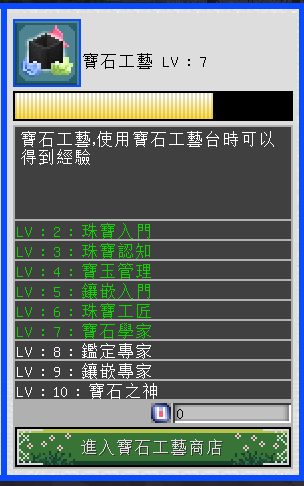 寶石工藝 LV : 7
寶石工藝,使用寶石工藝台時可以
得到經驗
LV : 2 : 珠寶入門
LV : 3 : 珠寶認知
LV : 4 : 寶玉管理
LV : 5 : 鑲嵌入門
LV : 6 : 珠寶工匠
LV : 7 : 寶石學家
LV : 8 : 鑑定專家
LV : 9 : 鑲嵌專家
LV : 10 : 寶石之神
0
進入寶石工藝商店